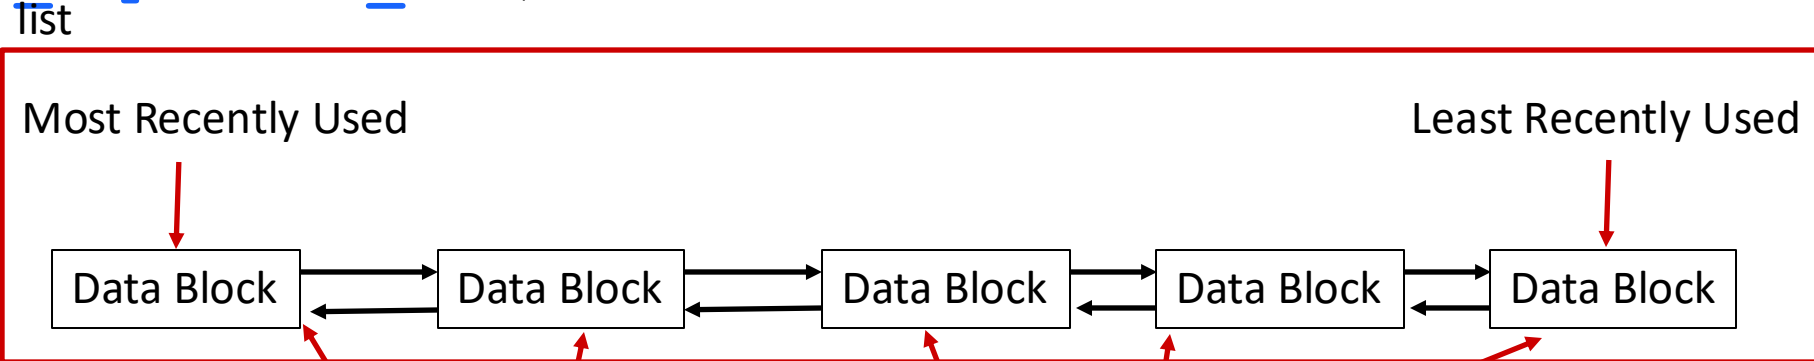 list
Most Recently Used
Least Recently Used
Data Block
Data Block
Data Block
Data Block
Data Block